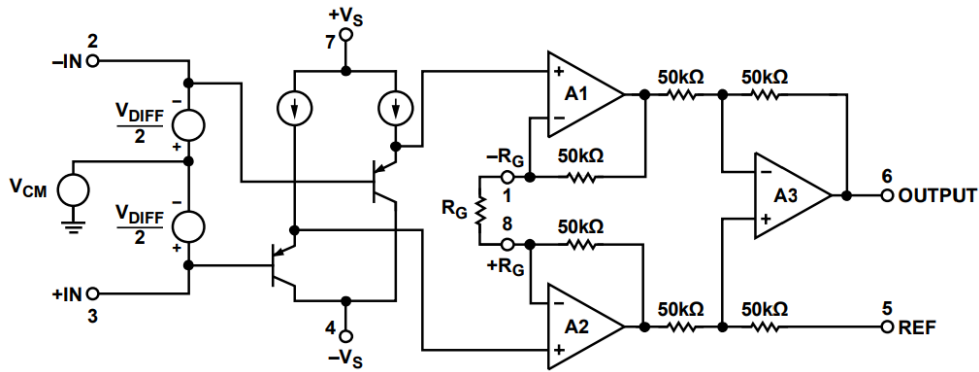 +VS
7
2
–IN
VDIFF
2
–
+
VCM
VDIFF
2
–
+
+IN
3
4
–VS
+
A1
–
50kΩ
50kΩ
50kΩ
–RG
1
RG
8
+RG
50kΩ
–
A2
+
50kΩ
50kΩ
–
A3
+
6
OUTPUT
5
REF